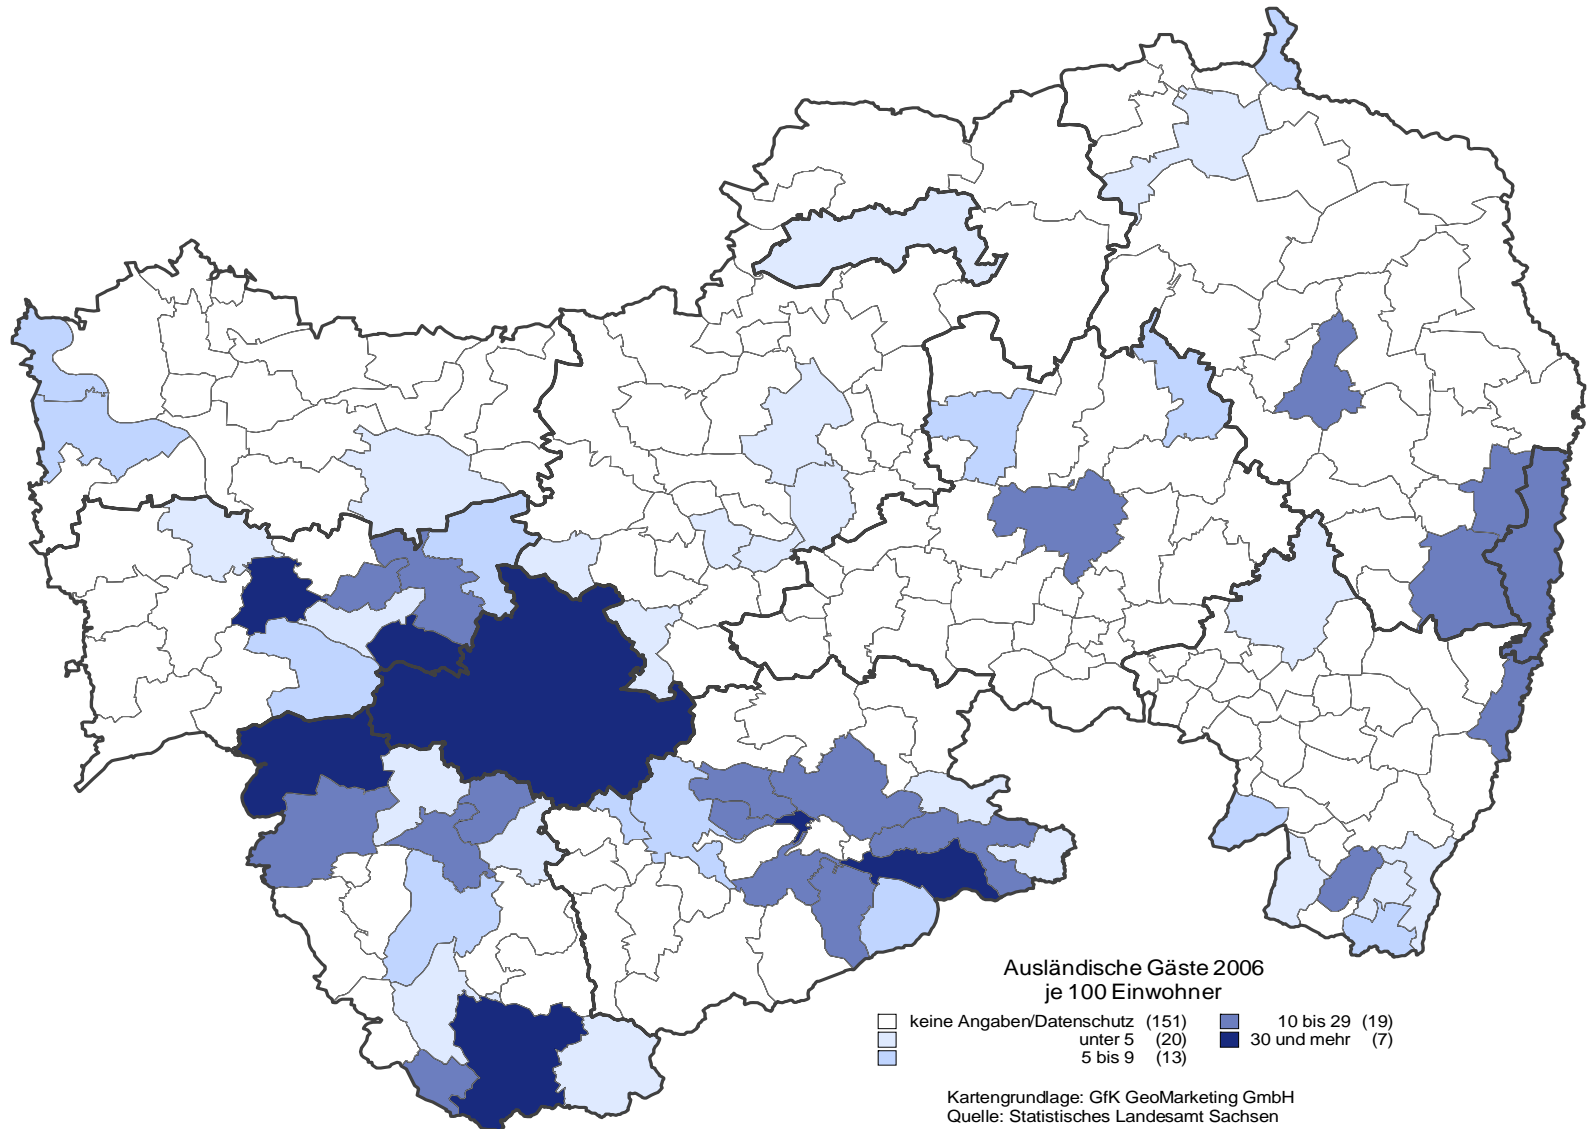 Ausländische Gäste 2006
je 100 Einwohner
keine Angaben/Datenschutz (151)
unter 5 (20)
5 bis 9 (13)
10 bis 29 (19)
30 und mehr (7)
Kartengrundlage: GfK GeoMarketing GmbH
Quelle: Statistisches Landesamt Sachsen